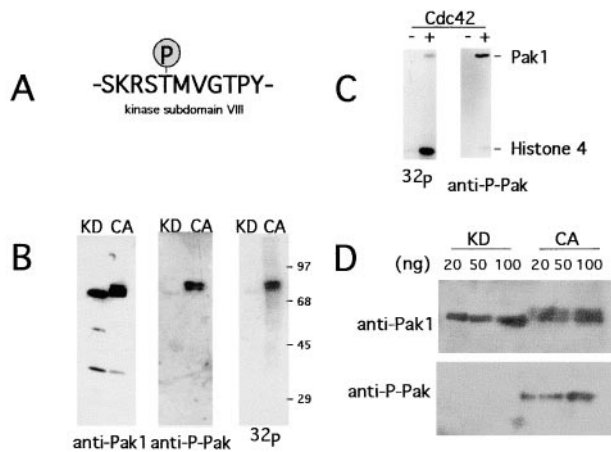 A
P
-SKRSTMVGTPY-
kinase subdomain VIII
C
Cdc42
- +
- +
- Pak1
- Histone 4
32P
anti-P-Pak
B
KD CA
KD CA
KD CA
- 97
- 68
- 45
- 29
anti-Pak1
anti-P-Pak
32P
D
KD
CA
(ng) 20 50 100 20 50 100
anti-Pak1
anti-P-Pak